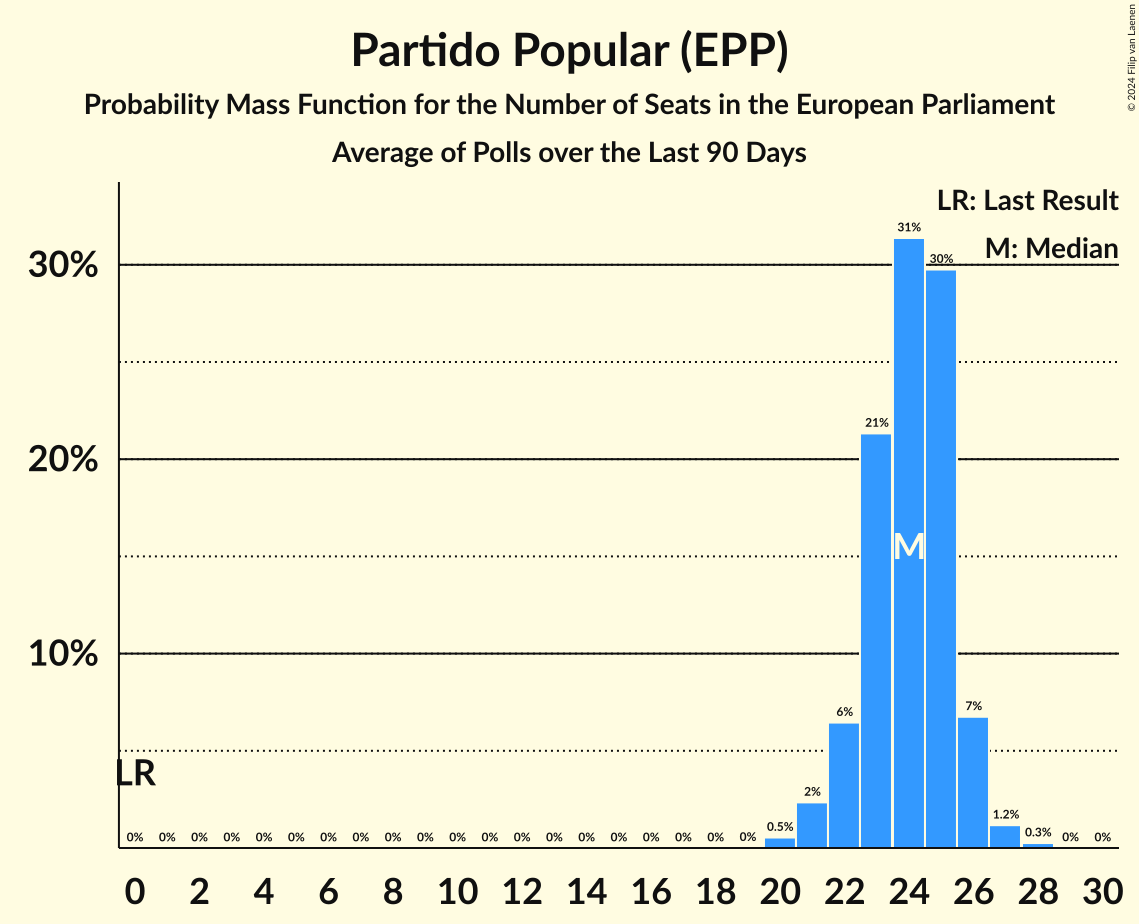 Partido Popular (EPP)
Probability Mass Function for the Number of Seats in the European Parliament
Average of Polls over the Last 90 Days
© 2024 Filip van Laenen
LR: Last Result
M: Median
30%
20%
10%
31%
30%
21%
M
7%
6%
LR
2%
1.2%
0.5%
0.3%
0% 0% 0% 0% 0% 0% 0% 0% 0% 0% 0% 0% 0% 0% 0% 0% 0% 0% 0% 0% 0% 0%
0 2 4 6 8 10 12 14 16 18 20 22 24 26 28 30